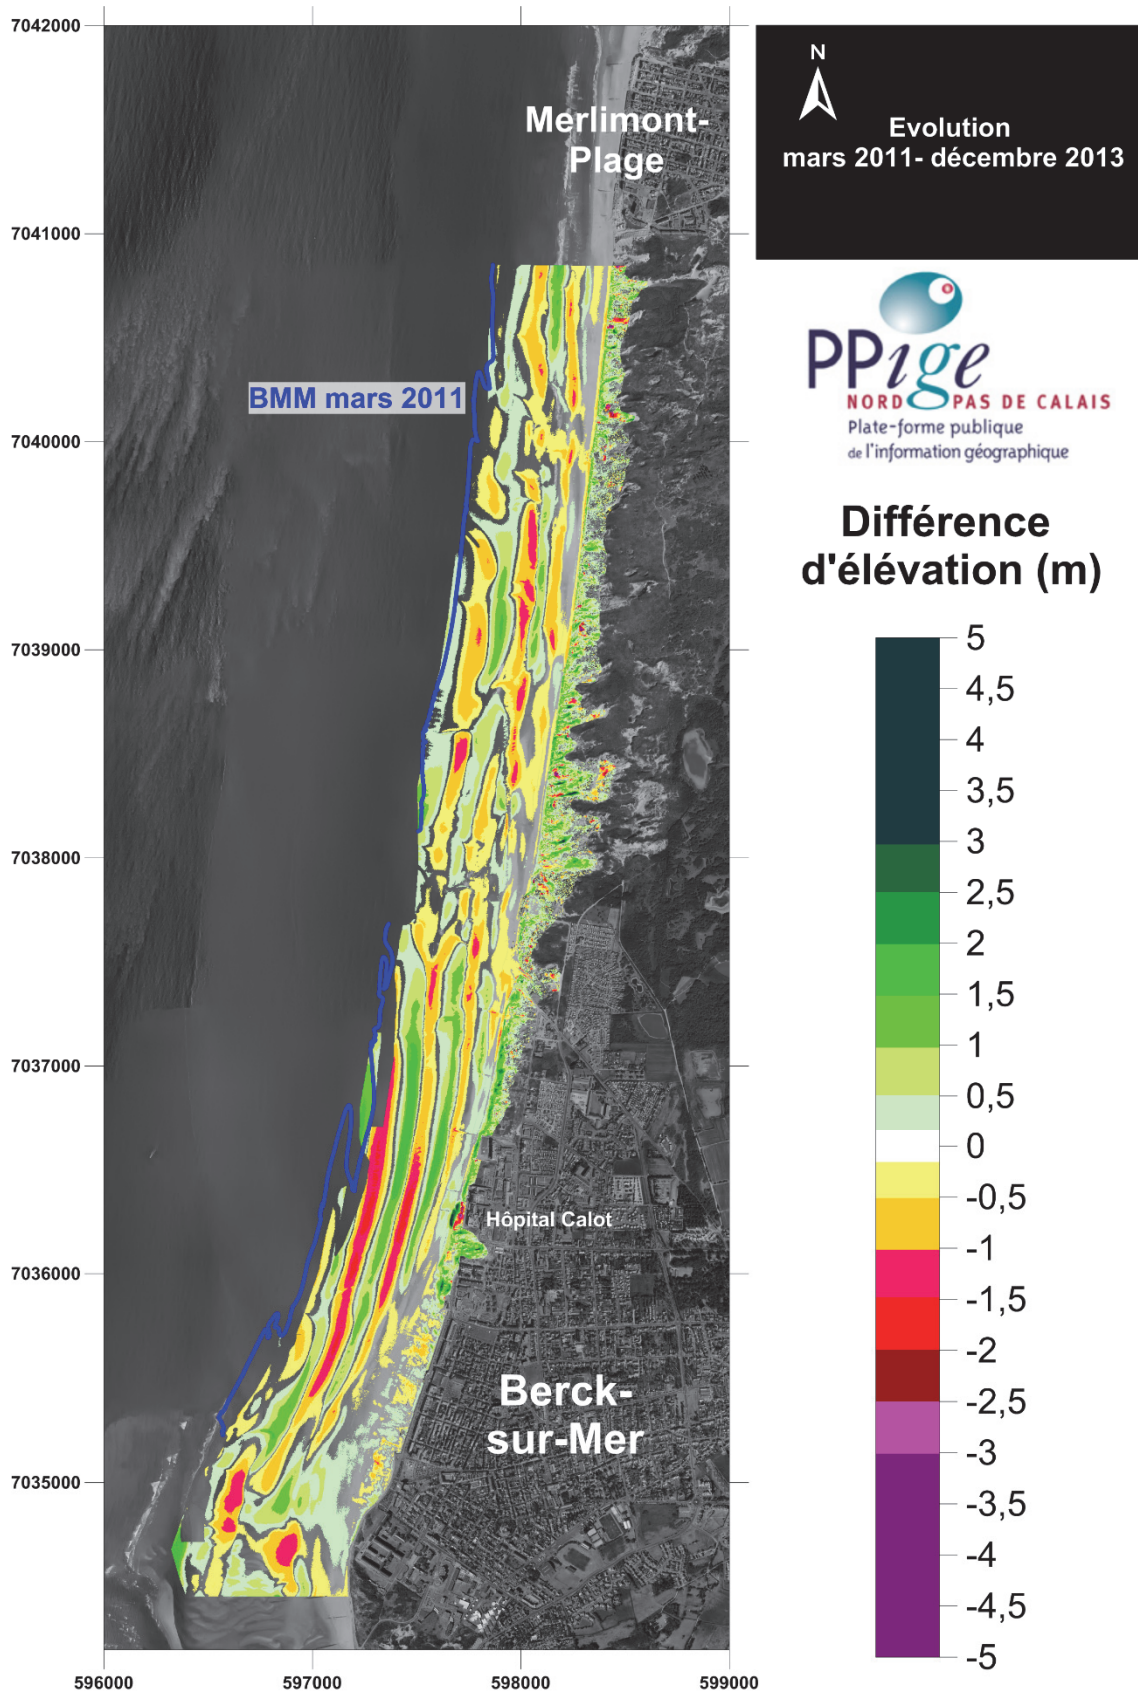 7042000
7041000
7040000
7039000
7038000
7037000
7036000
7035000
596000
597000
598000
599000
Merlimont-
Plage
BMM mars 2011
Hôpital Calot
Berck-
sur-Mer
N
Evolution
mars 2011- décembre 2013
PPige
NORD PAS DE CALAIS
Plate-forme publique
de l'information géographique
Différence
d'élévation (m)
5
4,5
4
3,5
3
2,5
2
1,5
1
0,5
0
-0,5
-1
-1,5
-2
-2,5
-3
-3,5
-4
-4,5
-5